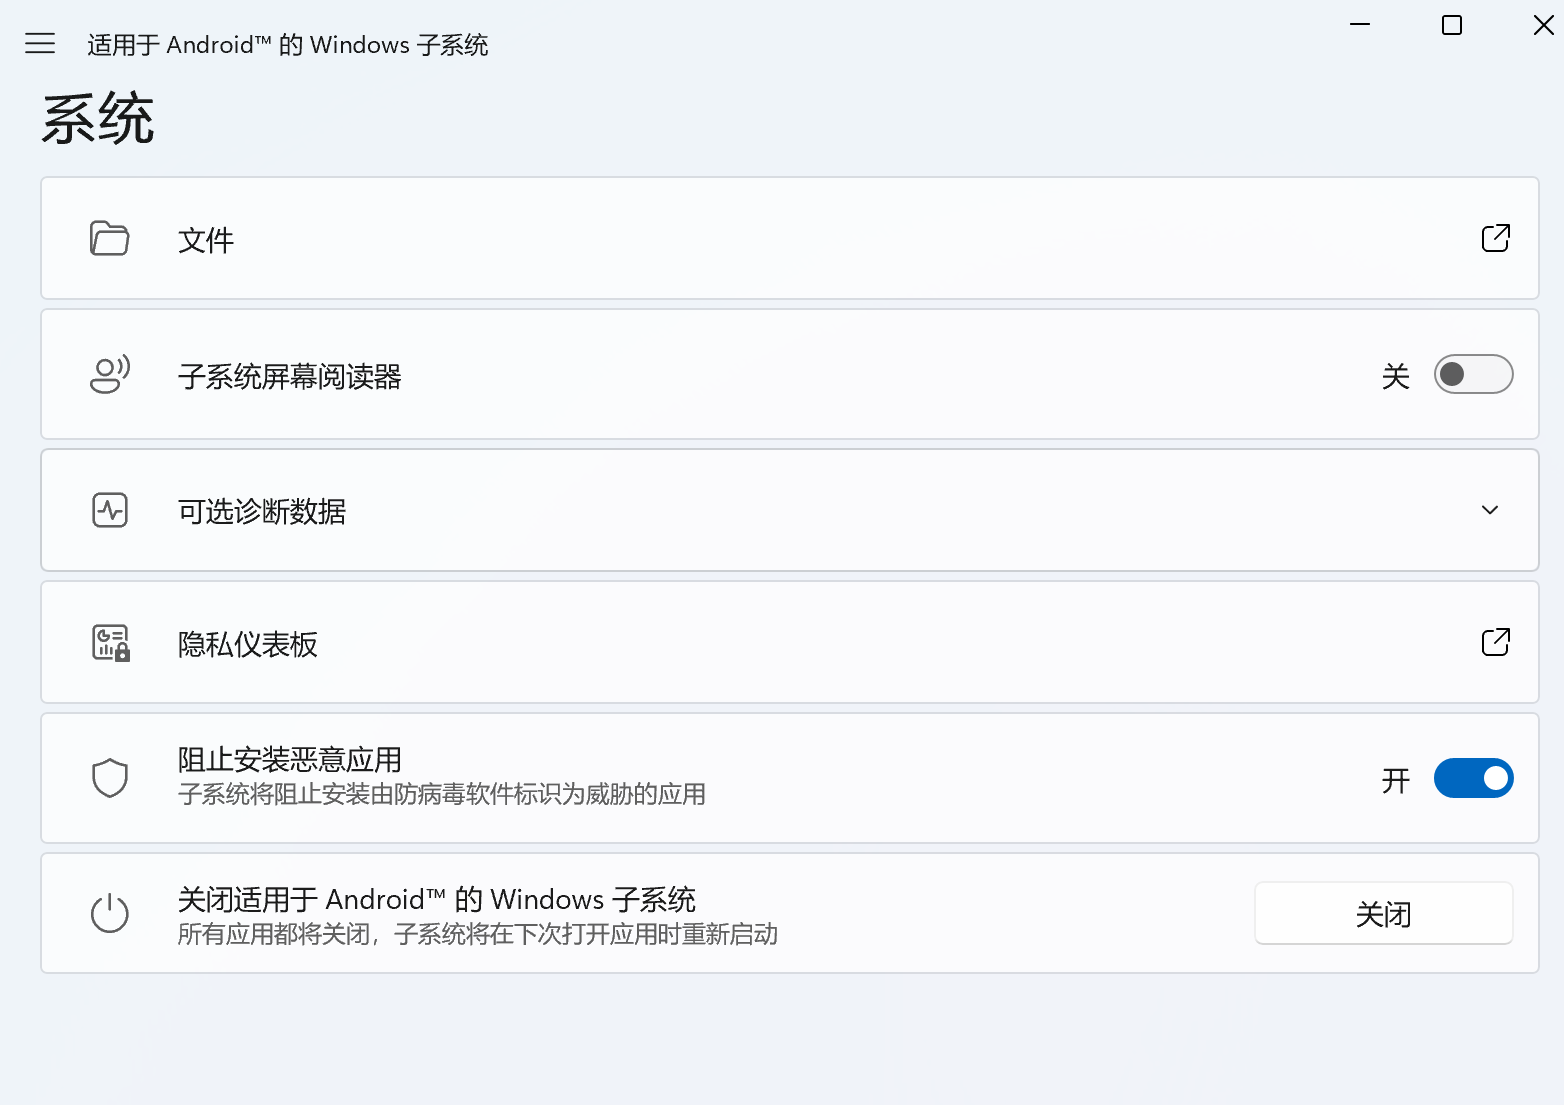 适用于 Android™ 的 Windows 子系统
系统
文件
子系统屏幕阅读器
关
可选诊断数据
隐私仪表板
阻止安装恶意应用
子系统将阻止安装由防病毒软件标识为威胁的应用
开
关闭适用于 Android™ 的 Windows 子系统
所有应用都将关闭，子系统将在下次打开应用时重新启动
关闭